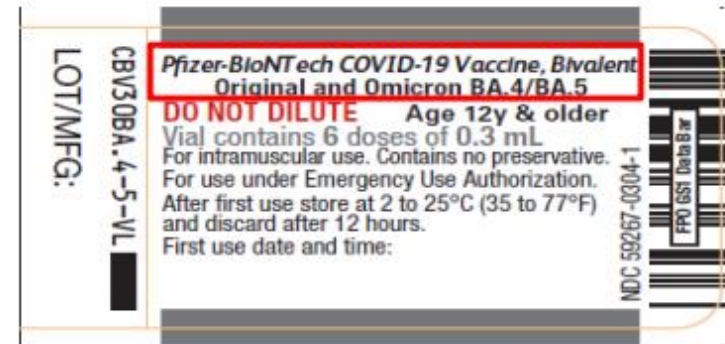 LOT/MFG:
CBV30BA.4-5-VL
Pfizer-BioNTech COVID-19 Vaccine, Bivalent
Original and Omicron BA.4/BA.5
DO NOT DILUTE Age 12y & older
Vial contains 6 doses of 0.3 mL
For intramuscular use. Contains no preservative.
For use under Emergency Use Authorization.
After first use store at 2 to 25°C (35 to 77°F)
and discard after 12 hours.
First use date and time:
NDC 59267-0304-1
FPO GS1 DataBar